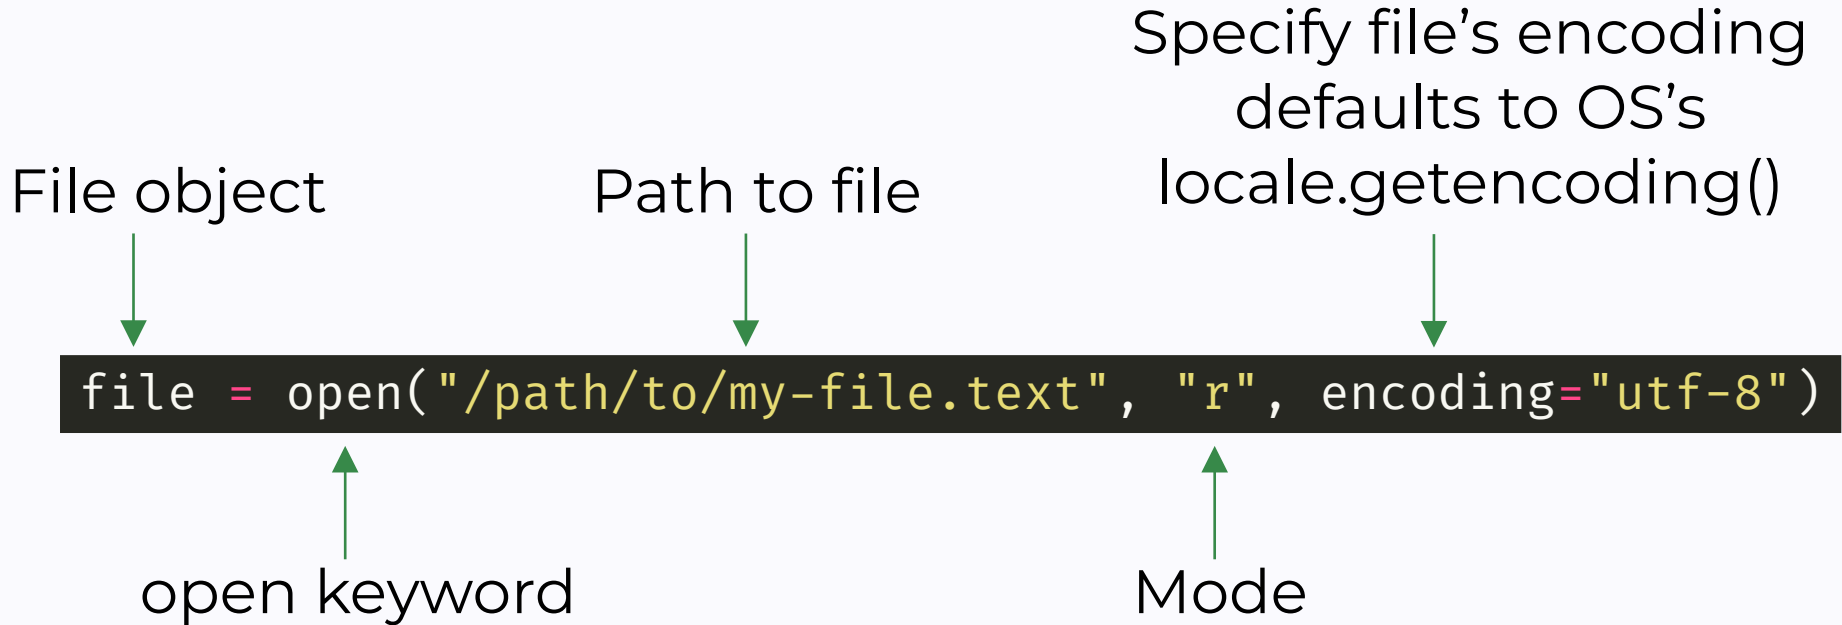 Specify file’s encoding
defaults to OS’s
locale.getencoding()
File object
Path to file
file = open("/path/to/my-file.text", "r", encoding="utf-8")
open keyword
Mode